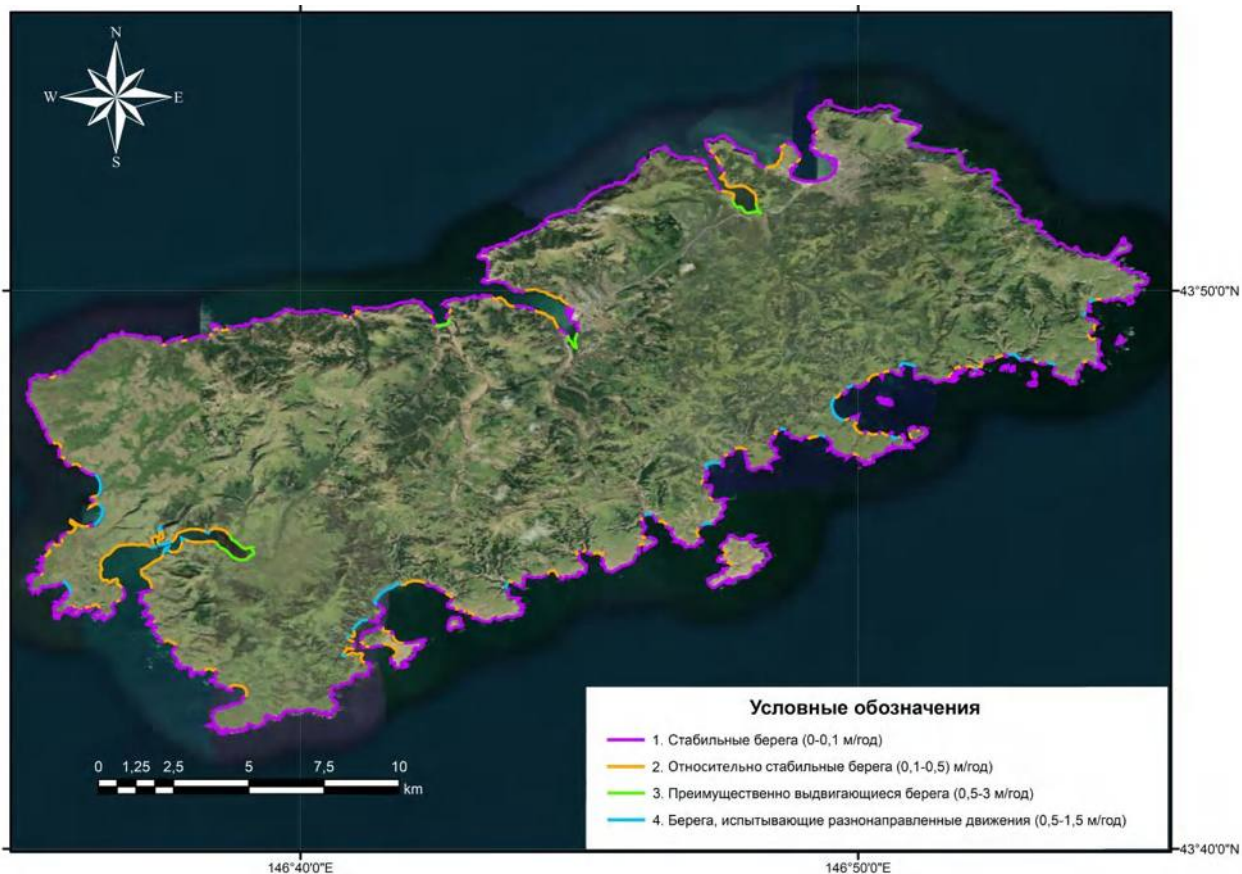 N
W E
S
43°50'0"N
Условные обозначения
1. Стабильные берега (0-0,1 м/год)
2. Относительно стабильные берега (0,1-0,5) м/год)
3. Преимущественно выдвигающиеся берега (0,5-3 м/год)
4. Берега, испытывающие разнонаправленные движения (0,5-1,5 м/год)
0 1,25 2,5 5 7,5 10
km
43°40'0"N
146°40'0"E 146°50'0"E